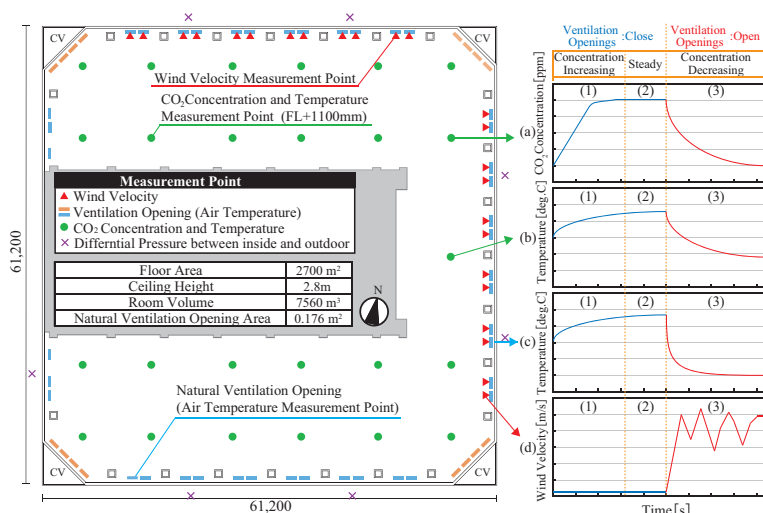 CV
CV
Wind Velocity Measurement Point
CO2 Concentration and Temperature
Measurement Point (FL+1100mm)
Measurement Point
Wind Velocity
Ventilation Opening (Air Temperature)
CO2 Concentration and Temperature
Differntial Pressure between inside and outdoor
Floor Area 2700 m²
Ceiling Height 2.8m
Room Volume 7560 m³
Natural Ventilation Opening Area 0.176 m²
N
Natural Ventilation Opening
(Air Temperature Measurement Point)
CV
CV
61,200
61,200
Ventilation Openings :Close
Ventilation Openings :Open
Concentration Increasing
Steady
Concentration Decreasing
(a)
CO2 Concentration [ppm]
(1) (2) (3)
(b)
Temperature [deg.C]
(1) (2) (3)
(c)
Temperature [deg.C]
(1) (2) (3)
(d)
Wind Velocity [m/s]
(1) (2) (3)
Time[s]